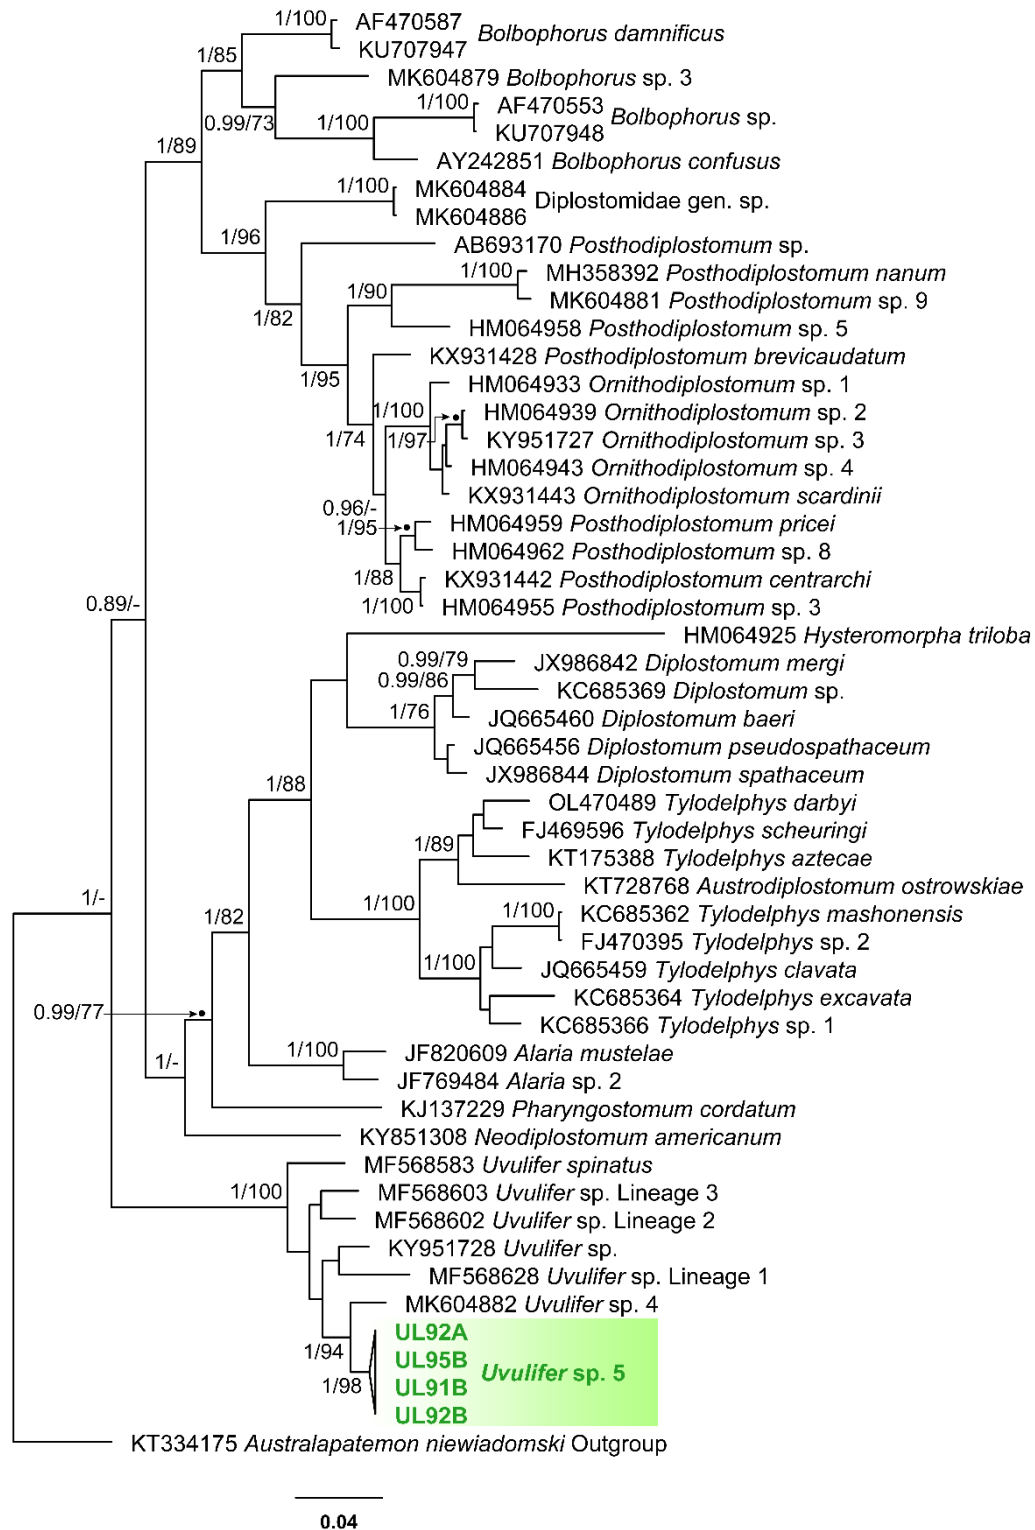 1/100
AF470587
KU707947
Bolbophorus damnificus
1/85
MK604879 Bolbophorus sp. 3
0.99/73
1/100
1/100
AF470553
KU707948
Bolbophorus sp.
AY242851 Bolbophorus confusus
1/89
1/100
MK604884
MK604886
Diplostomidae gen. sp.
1/96
AB693170 Posthodiplostomum sp.
1/82
1/90
1/100
MH358392 Posthodiplostomum nanum
MK604881 Posthodiplostomum sp. 9
HM064958 Posthodiplostomum sp. 5
1/95
KX931428 Posthodiplostomum brevicaudatum
HM064933 Ornithodiplostomum sp. 1
1/100
HM064939 Ornithodiplostomum sp. 2
1/74
1/97
KY951727 Ornithodiplostomum sp. 3
HM064943 Ornithodiplostomum sp. 4
KX931443 Ornithodiplostomum scardinii
0.96/-
1/95
HM064959 Posthodiplostomum pricei
HM064962 Posthodiplostomum sp. 8
1/88
KX931442 Posthodiplostomum centrarchi
1/100
HM064955 Posthodiplostomum sp. 3
0.89/-
HM064925 Hysteromorpha triloba
0.99/79
JX986842 Diplostomum mergi
0.99/86
KC685369 Diplostomum sp.
1/76
JQ665460 Diplostomum baeri
JQ665456 Diplostomum pseudospathaceum
JX986844 Diplostomum spathaceum
1/88
OL470489 Tylodelphys darbyi
FJ469596 Tylodelphys scheuringi
1/89
KT175388 Tylodelphys aztecae
KT728768 Austrodiplostomum ostrowskiae
1/-
1/82
1/100
1/100
KC685362 Tylodelphys mashonensis
FJ470395 Tylodelphys sp. 2
1/100
JQ665459 Tylodelphys clavata
KC685364 Tylodelphys excavata
0.99/77
KC685366 Tylodelphys sp. 1
1/-
1/100
JF820609 Alaria mustelae
JF769484 Alaria sp. 2
KJ137229 Pharyngostomum cordatum
KY851308 Neodiplostomum americanum
MF568583 Uvulifer spinatus
1/100
MF568603 Uvulifer sp. Lineage 3
MF568602 Uvulifer sp. Lineage 2
KY951728 Uvulifer sp.
MF568628 Uvulifer sp. Lineage 1
MK604882 Uvulifer sp. 4
1/94
1/98
UL92A
UL95B
UL91B
UL92B
Uvulifer sp. 5
KT334175 Australapatemon niewiadomski Outgroup
0.04